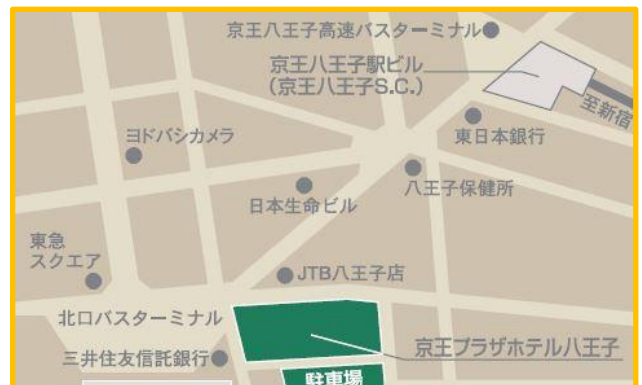 京王八王子高速バスターミナル
京王八王子駅ビル
(京王八王子S.C.)
至新宿
東日本銀行
ヨドバシカメラ
八王子保健所
日本生命ビル
東急
スクエア
JTB八王子店
北口バスターミナル
京王プラザホテル八王子
三井住友信託銀行
駐車場